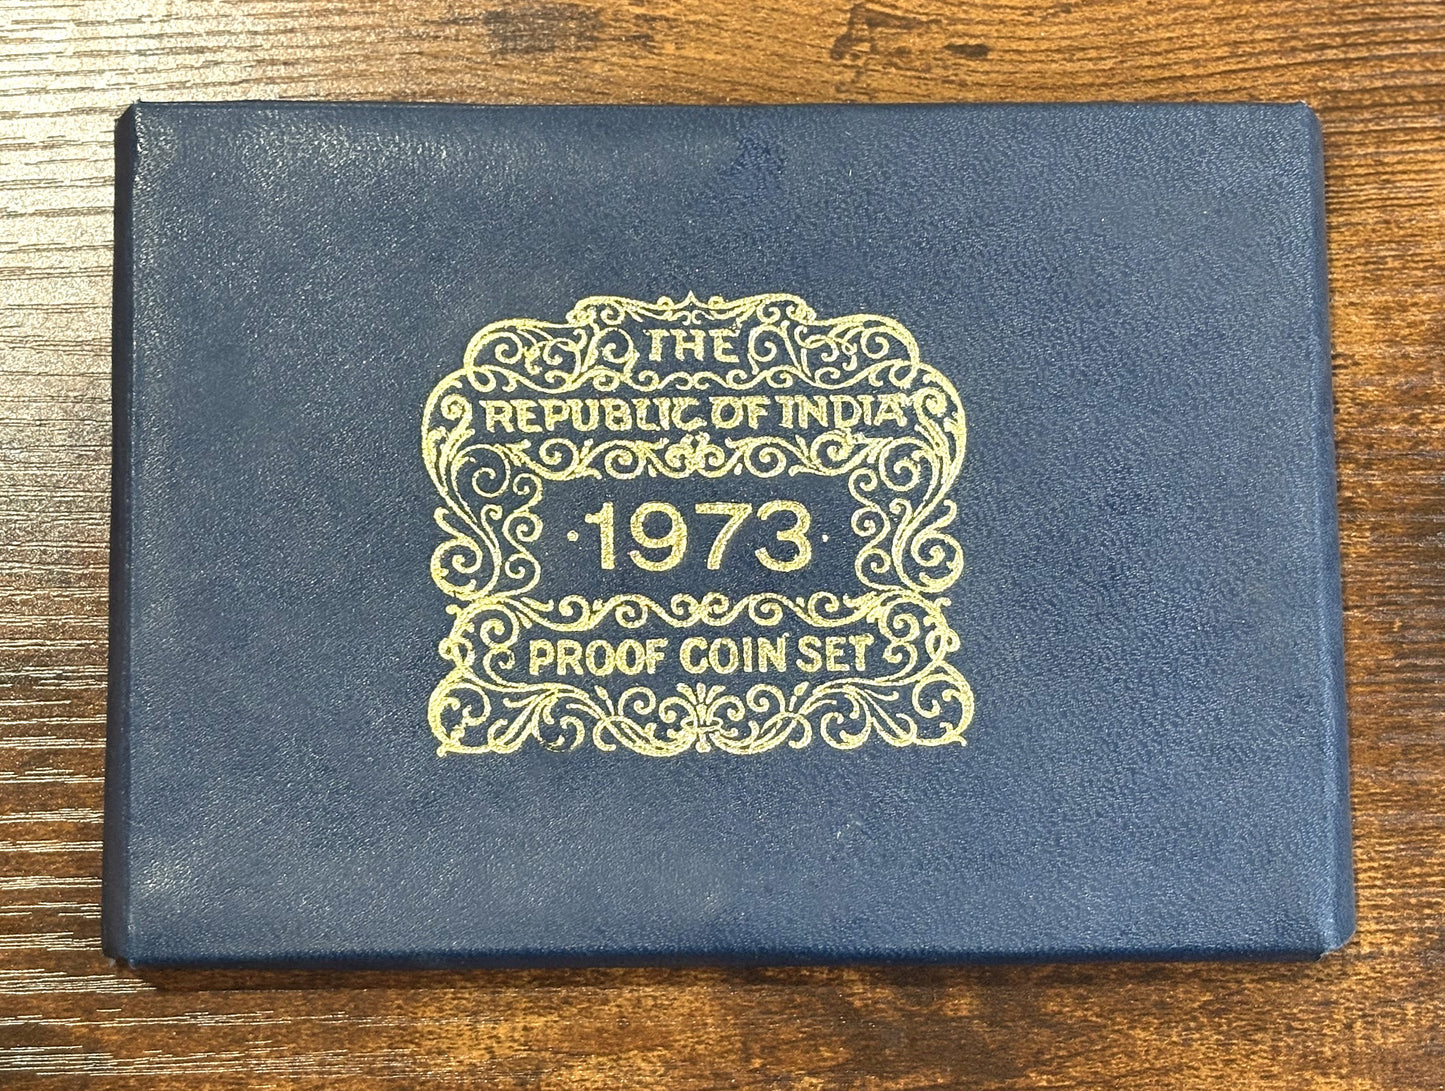 THE
REPUBLIC OF INDIA
·1973·
PROOF COIN SET